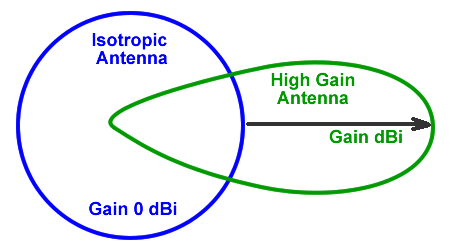 Isotropic
Antenna
High Gain
Antenna
Gain dBi
Gain 0 dBi